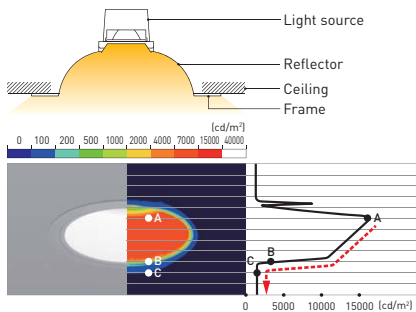 Light source
Reflector
Ceiling
Frame
(cd/m²)
0 100 200 500 1000 2000 4000 7000 15000 40000
A
B
C
A
B
C
0 5000 10000 15000 (cd/m²)